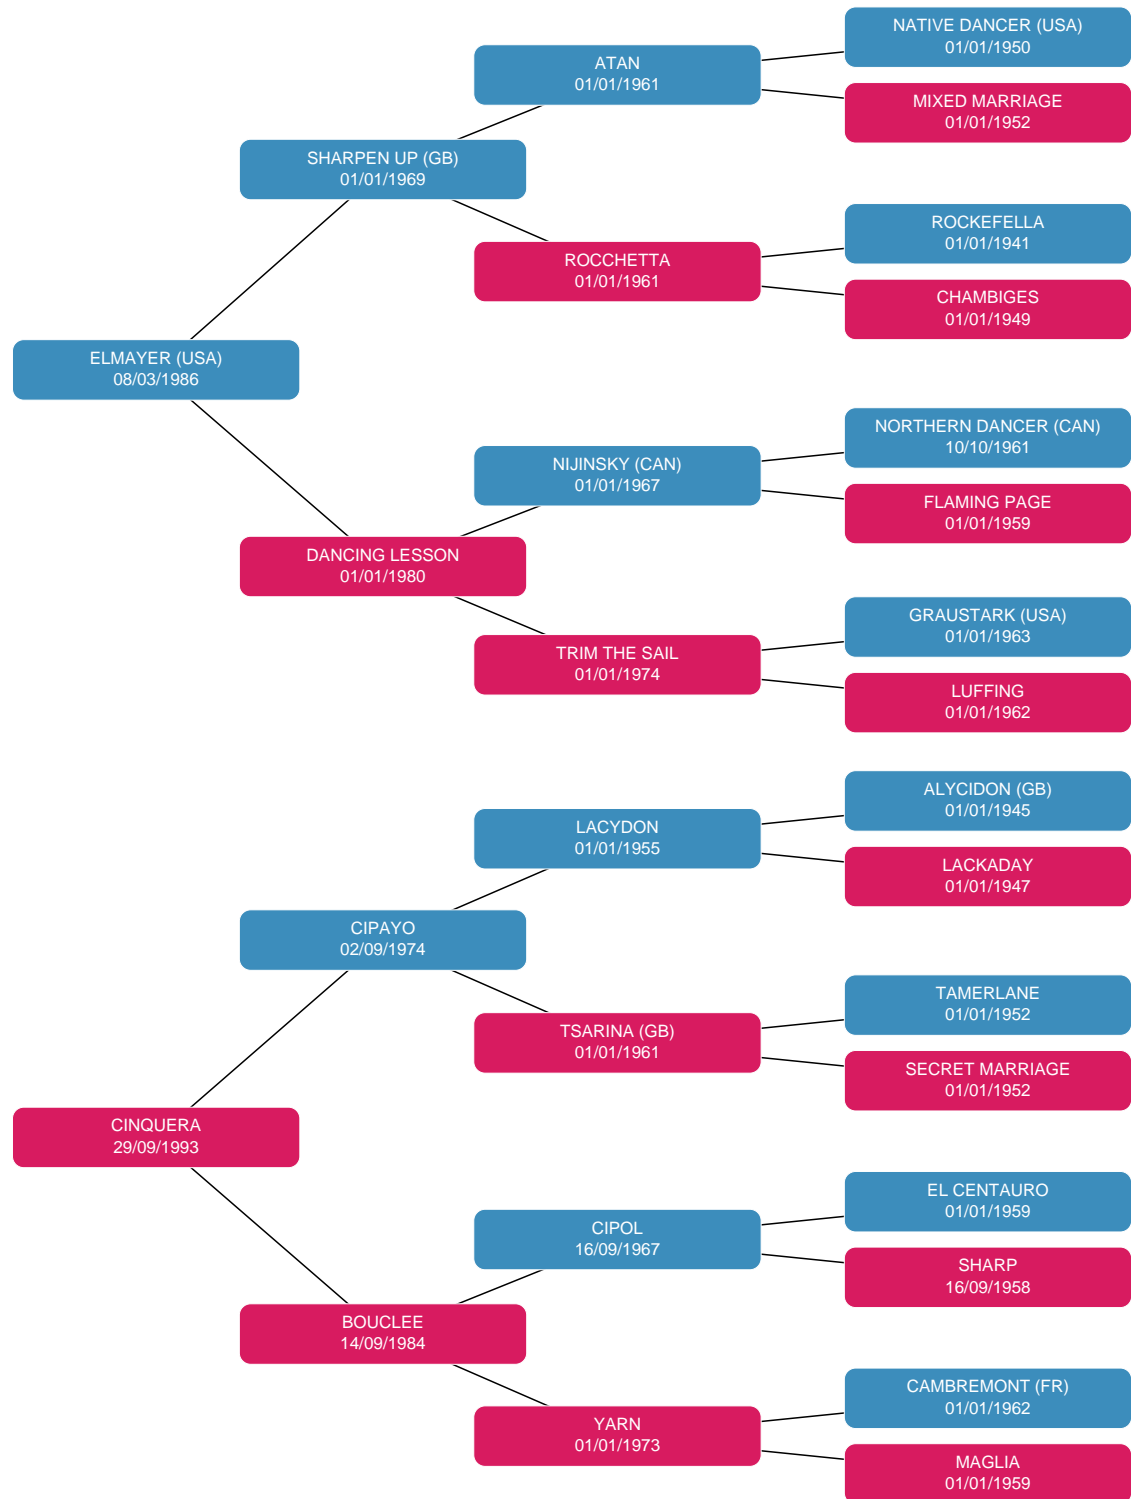 NATIVE DANCER (USA)
01/01/1950
ATAN
01/01/1961
MIXED MARRIAGE
01/01/1952
SHARPEN UP (GB)
01/01/1969
ROCKEFELLA
01/01/1941
ROCCHETTA
01/01/1961
CHAMBIGES
01/01/1949
ELMAYER (USA)
08/03/1986
NORTHERN DANCER (CAN)
10/10/1961
NIJINSKY (CAN)
01/01/1967
FLAMING PAGE
01/01/1959
DANCING LESSON
01/01/1980
GRAUSTARK (USA)
01/01/1963
TRIM THE SAIL
01/01/1974
LUFFING
01/01/1962
ALYCIDON (GB)
01/01/1945
LACYDON
01/01/1955
LACKADAY
01/01/1947
CIPAYO
02/09/1974
TAMERLANE
01/01/1952
TSARINA (GB)
01/01/1961
SECRET MARRIAGE
01/01/1952
CINQUERA
29/09/1993
EL CENTAURO
01/01/1959
CIPOL
16/09/1967
SHARP
16/09/1958
BOUCLEE
14/09/1984
CAMBREMONT (FR)
01/01/1962
YARN
01/01/1973
MAGLIA
01/01/1959